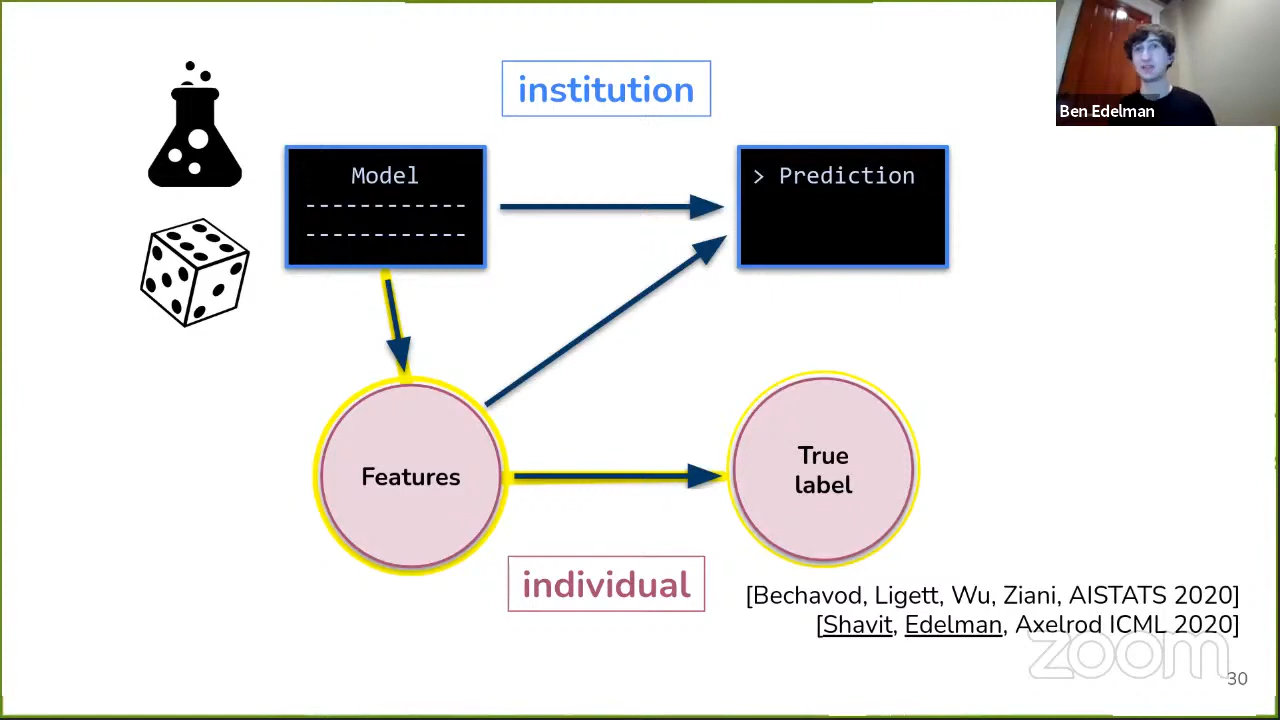 institution
Ben Edelman
Model
-----------
-----------
> Prediction
Features
True
label
individual
[Bechavod, Ligett, Wu, Ziani, AISTATS 2020]
[Shavit, Edelman, Axelrod ICML 2020]
zoom
30